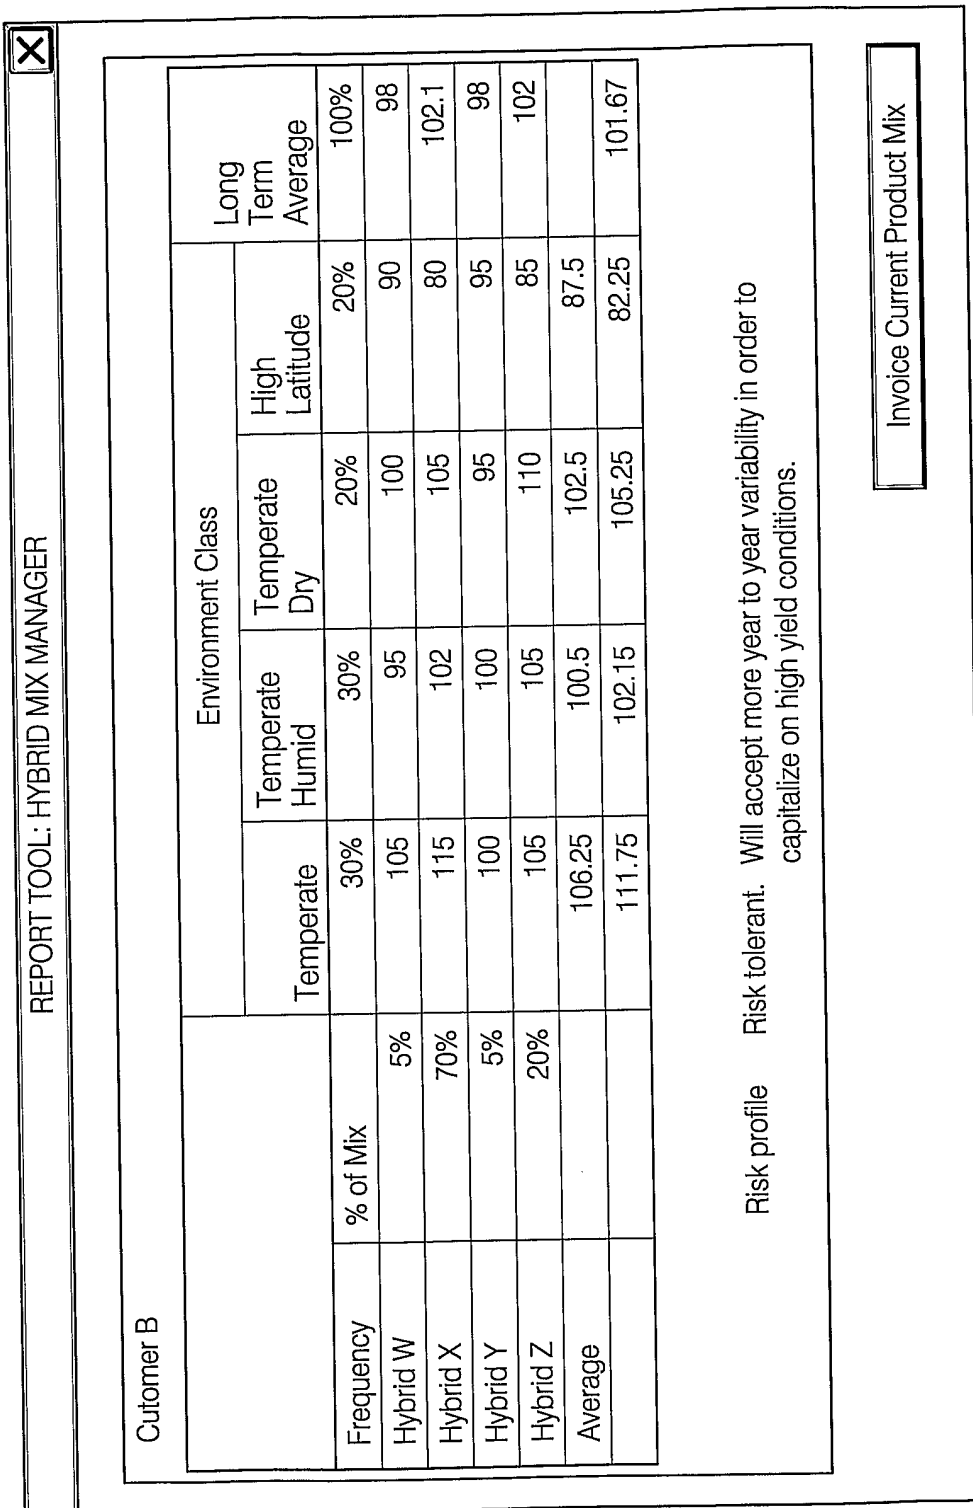 REPORT TOOL: HYBRID MIX MANAGER
X
Cutomer B
Environment Class
Long Term Average
Temperate
Temperate Humid
Temperate Dry
High Latitude
Frequency % of Mix 30% 30% 20% 20% 100%
Hybrid W 5% 105 95 100 90 98
Hybrid X 70% 115 102 105 80 102.1
Hybrid Y 5% 100 100 95 95 98
Hybrid Z 20% 105 105 110 85 102
Average 106.25 100.5 102.5 87.5
111.75 102.15 105.25 82.25 101.67
Risk profile Risk tolerant. Will accept more year to year variability in order to
capitalize on high yield conditions.
Invoice Current Product Mix